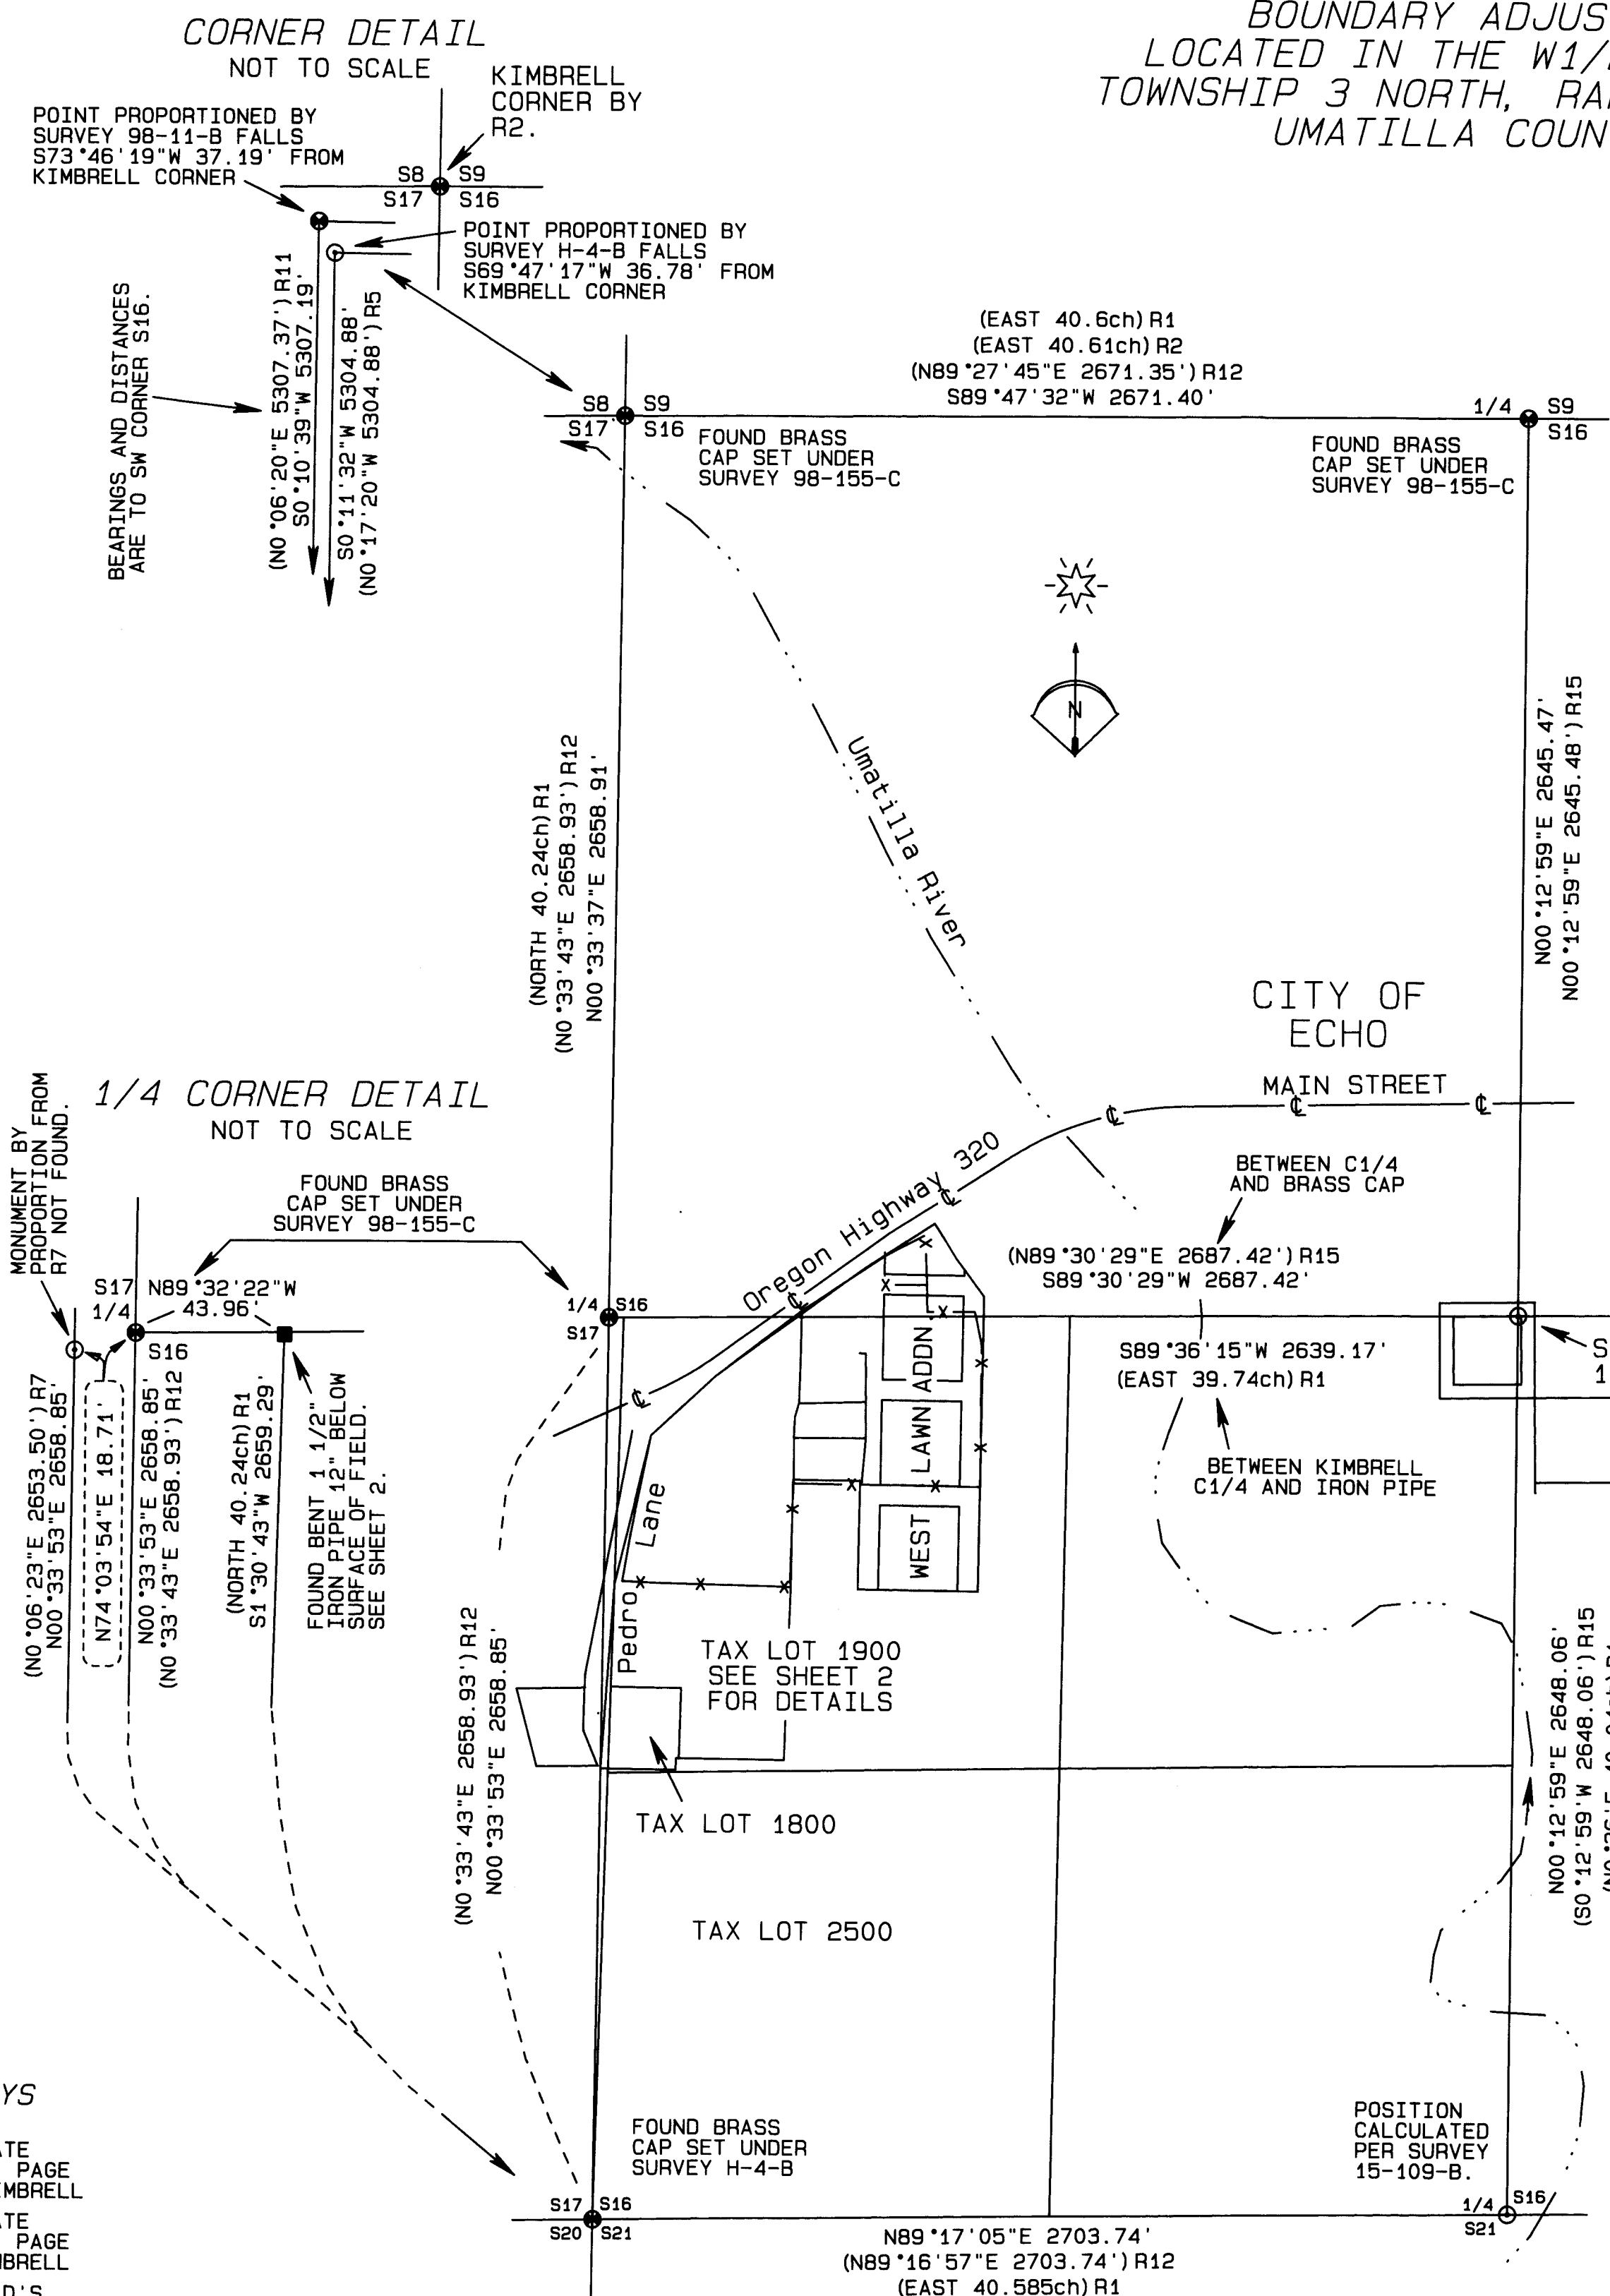 CORNER DETAIL
NOT TO SCALE
BOUNDARY ADJUS
LOCATED IN THE W1/
TOWNSHIP 3 NORTH, RA
UMATILLA COUN
KIMBRELL
CORNER BY
R2.
POINT PROPORTIONED BY
SURVEY 98-11-B FALLS
S73°46'19"W 37.19' FROM
KIMBRELL CORNER
S8 S9
S17 S16
POINT PROPORTIONED BY
SURVEY H-4-B FALLS
S69°47'17"W 36.78' FROM
KIMBRELL CORNER
BEARINGS AND DISTANCES
ARE TO SW CORNER S16.
(N0°06'20"E 5307.37')R11
S0°10'39"W 5307.19'
S0°11'32"W 5304.88'
(N0°17'20"W 5304.88')R5
(EAST 40.6ch)R1
(EAST 40.61ch)R2
(N89°27'45"E 2671.35')R12
S89°47'32"W 2671.40'
S8 S9
S17 S16
FOUND BRASS
CAP SET UNDER
SURVEY 98-155-C
1/4 S9
S16
FOUND BRASS
CAP SET UNDER
SURVEY 98-155-C
N
(NORTH 40.24ch)R1
(N0°33'43"E 2658.93')R12
N00°33'37"E 2658.91'
Umatilla River
N00°12'59"E 2645.47'
N00°12'59"E 2645.48')R15
CITY OF
ECHO
MAIN STREET
Oregon Highway 320
1/4 CORNER DETAIL
NOT TO SCALE
MONUMENT BY
PROPORTION FROM
R7 NOT FOUND.
FOUND BRASS
CAP SET UNDER
SURVEY 98-155-C
S17 N89°32'22"W
1/4 43.96'
S16
1/4 S16
S17
BETWEEN C1/4
AND BRASS CAP
(N89°30'29"E 2687.42')R15
S89°30'29"W 2687.42'
S89°36'15"W 2639.17'
(EAST 39.74ch)R1
BETWEEN KIMBRELL
C1/4 AND IRON PIPE
S
1
(N0°06'23"E 2653.50')R7
N00°33'53"E 2658.85'
N74°03'54"E 18.71'
N00°33'53"E 2658.85'
(N0°33'43"E 2658.93')R12
(NORTH 40.24ch)R1
S1°30'43"W 2659.29'
FOUND BENT 1 1/2"
IRON PIPE 12" BELOW
SURFACE OF FIELD.
SEE SHEET 2.
WEST LAWN ADDN.
Pedro Lane
TAX LOT 1900
SEE SHEET 2
FOR DETAILS
(N0°33'43"E 2658.93')R12
N00°33'53"E 2658.85'
TAX LOT 1800
TAX LOT 2500
N00°12'59"E 2648.06'
(S0°12'59'W 2648.06')R15
FOUND BRASS
CAP SET UNDER
SURVEY H-4-B
POSITION
CALCULATED
PER SURVEY
15-109-B.
S17 S16
S20 S21
1/4 S16
S21
N89°17'05"E 2703.74'
(N89°16'57"E 2703.74')R12
(EAST 40.585ch)R1
YS
ATE
PAGE
EMBRELL
ATE
PAGE
MBRELL
D'S